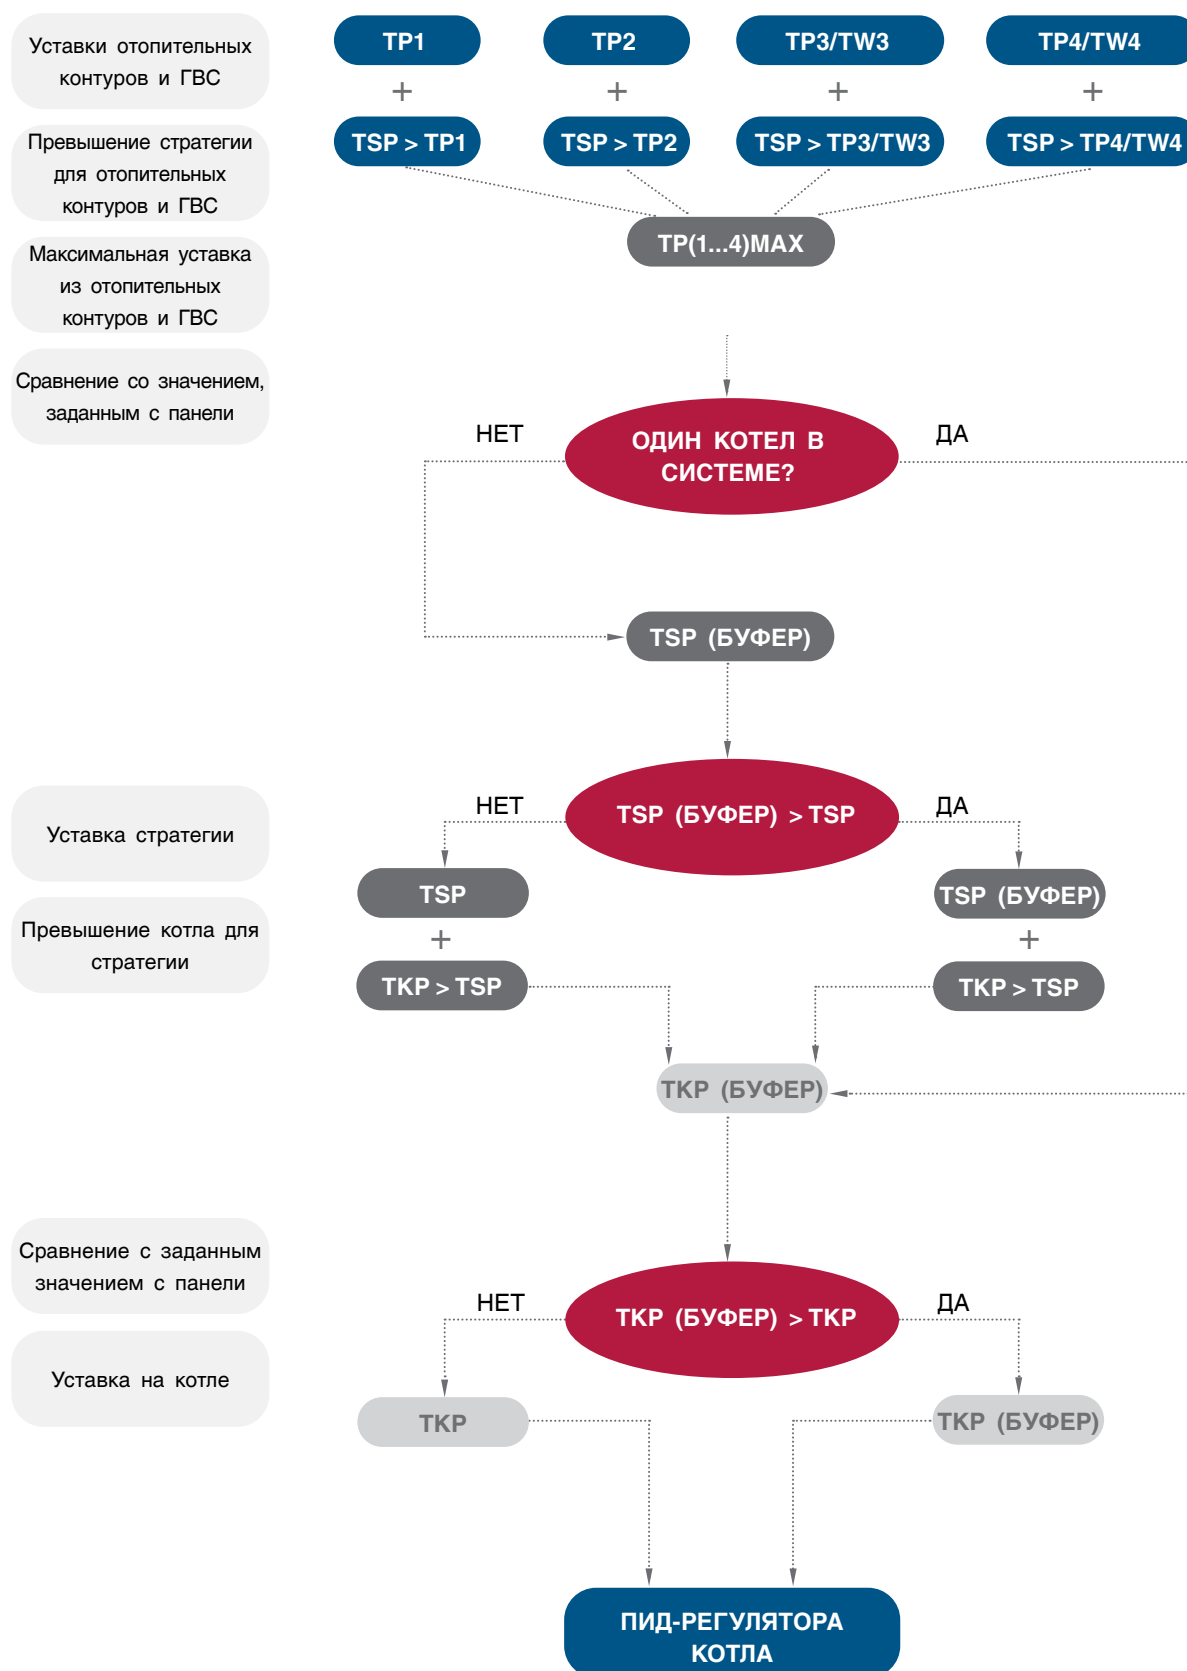 Уставки отопительных
контуров и ГВС
TP1
TP2
TP3/TW3
TP4/TW4
+
+
+
+
Превышение стратегии
для отопительных
контуров и ГВС
TSP > TP1
TSP > TP2
TSP > TP3/TW3
TSP > TP4/TW4
Максимальная уставка
из отопительных
контуров и ГВС
TP(1...4)MAX
Сравнение со значением,
заданным с панели
НЕТ
ОДИН КОТЕЛ В
СИСТЕМЕ?
ДА
TSP (БУФЕР)
Уставка стратегии
НЕТ
TSP (БУФЕР) > TSP
ДА
TSP
TSP (БУФЕР)
Превышение котла для
стратегии
+
+
TKP > TSP
TKP > TSP
TKP (БУФЕР)
Сравнение с заданным
значением с панели
НЕТ
TKP (БУФЕР) > TKP
ДА
Уставка на котле
TKP
TKP (БУФЕР)
ПИД-РЕГУЛЯТОРА
КОТЛА